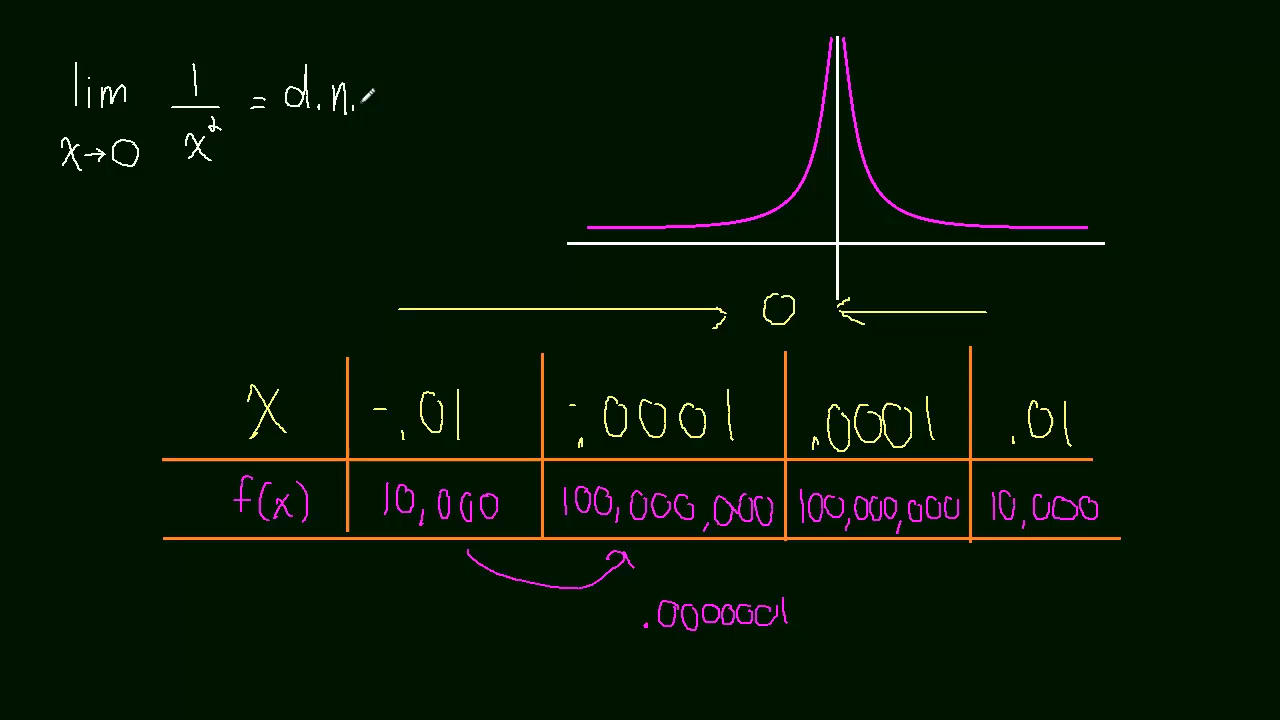 lim x→0 1/x² = d.n.
0
X -.01 -.0001 .0001 .01
f(x) 10,000 100,000,000 100,000,000 10,000
.0000001